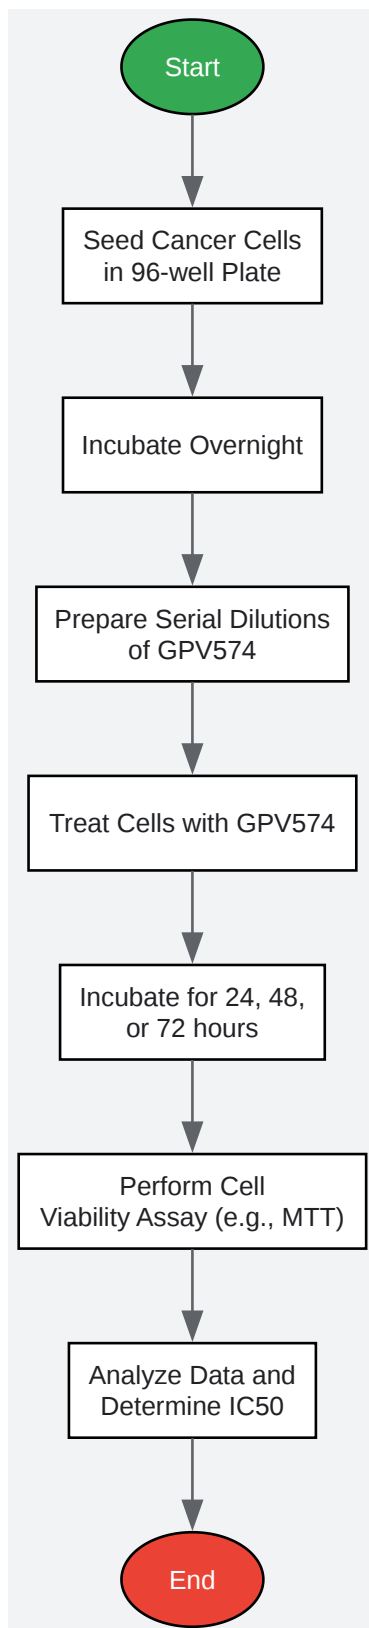 Start
Seed Cancer Cells
in 96-well Plate
Incubate Overnight
Prepare Serial Dilutions
of GPV574
Treat Cells with GPV574
Incubate for 24, 48,
or 72 hours
Perform Cell
Viability Assay (e.g., MTT)
Analyze Data and
Determine IC50
End